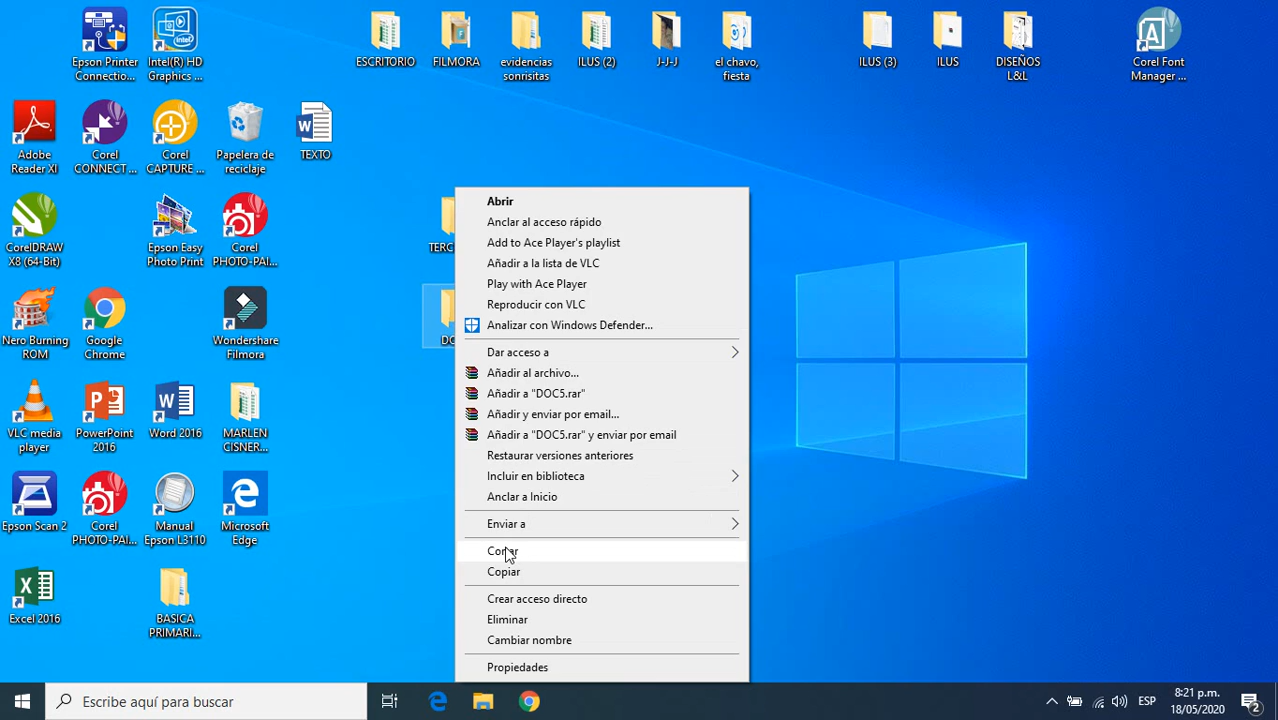 Epson Printer
Connectio...
Intel(R) HD
Graphics ...
ESCRITORIO
FILMORA
evidencias
sonrisitas
ILUS (2)
J-J-J
el chavo,
fiesta
ILUS (3)
ILUS
DISEÑOS
L&L
Corel Font
Manager ...
Adobe
Reader XI
Corel
CONNECT ...
Corel
CAPTURE ...
Papelera de
reciclaje
TEXTO
CorelDRAW
X8 (64-Bit)
Epson Easy
Photo Print
Corel
PHOTO-PAI...
TERC
DO
Nero Burning
ROM
Google
Chrome
Wondershare
Filmora
VLC media
player
PowerPoint
2016
Word 2016
MARLEN
CISNER...
Epson Scan 2
Corel
PHOTO-PAI...
Manual
Epson L3110
Microsoft
Edge
Excel 2016
BASICA
PRIMARI...
Abrir
Anclar al acceso rápido
Add to Ace Player's playlist
Añadir a la lista de VLC
Play with Ace Player
Reproducir con VLC
Analizar con Windows Defender...
Dar acceso a
Añadir al archivo...
Añadir a "DOC5.rar"
Añadir y enviar por email...
Añadir a "DOC5.rar" y enviar por email
Restaurar versiones anteriores
Incluir en biblioteca
Anclar a Inicio
Enviar a
Cortar
Copiar
Crear acceso directo
Eliminar
Cambiar nombre
Propiedades
Escribe aquí para buscar
ESP
8:21 p.m.
18/05/2020
2